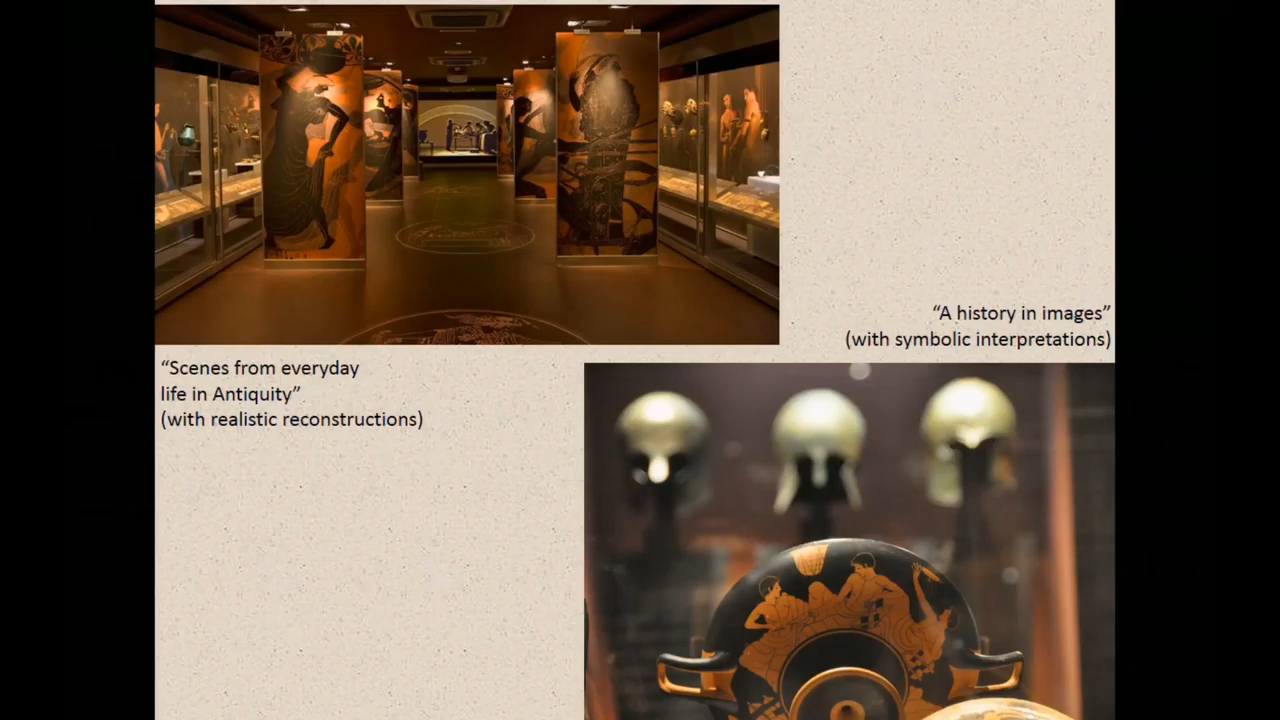 “A history in images”
(with symbolic interpretations)
“Scenes from everyday
life in Antiquity”
(with realistic reconstructions)